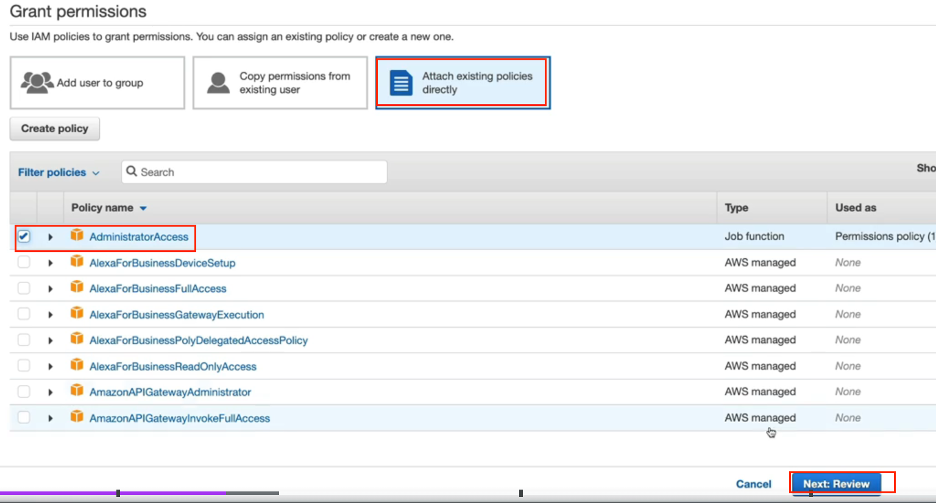 Grant permissions
Use IAM policies to grant permissions. You can assign an existing policy or create a new one.
Add user to group
Copy permissions from
existing user
Attach existing policies
directly
Create policy
Filter policies
Search
Sho
Policy name
Type
Used as
AdministratorAccess
Job function
Permissions policy (1
AlexaForBusinessDeviceSetup
AWS managed
None
AlexaForBusinessFullAccess
AWS managed
None
AlexaForBusinessGatewayExecution
AWS managed
None
AlexaForBusinessPolyDelegatedAccessPolicy
AWS managed
None
AlexaForBusinessReadOnlyAccess
AWS managed
None
AmazonAPIGatewayAdministrator
AWS managed
None
AmazonAPIGatewayInvokeFullAccess
AWS managed
None
Cancel
Next: Review